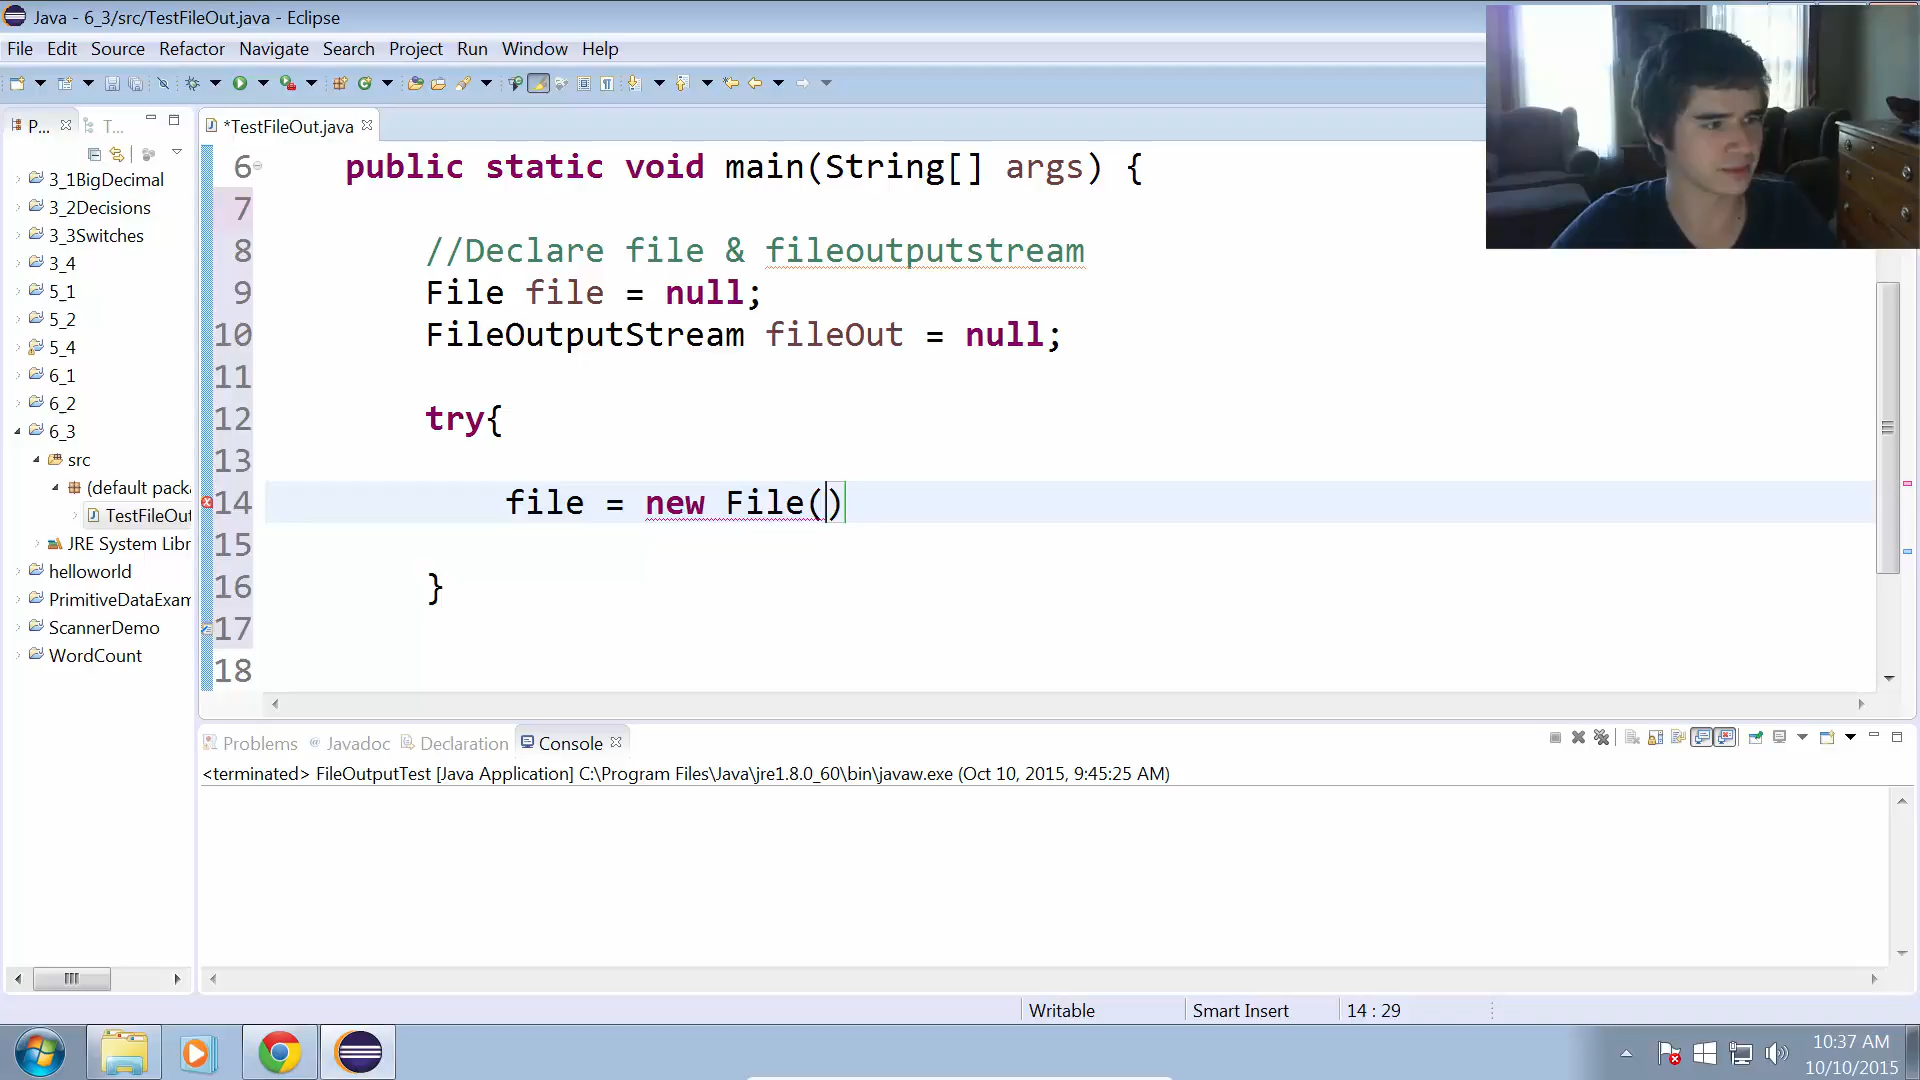 Java - 6_3/src/TestFileOut.java - Eclipse
File Edit Source Refactor Navigate Search Project Run Window Help
P... T...
*TestFileOut.java
3_1BigDecimal
3_2Decisions
3_3Switches
3_4
5_1
5_2
5_4
6_1
6_2
6_3
src
(default packa
TestFileOut
JRE System Libr
helloworld
PrimitiveDataExam
ScannerDemo
WordCount
6 public static void main(String[] args) {
7
8 //Declare file & fileoutputstream
9 File file = null;
10 FileOutputStream fileOut = null;
11
12 try{
13
14 file = new File()
15
16 }
17
18
Problems @ Javadoc Declaration Console
<terminated> FileOutputTest [Java Application] C:\Program Files\Java\jre1.8.0_60\bin\javaw.exe (Oct 10, 2015, 9:45:25 AM)
Writable Smart Insert 14 : 29
10:37 AM
10/10/2015